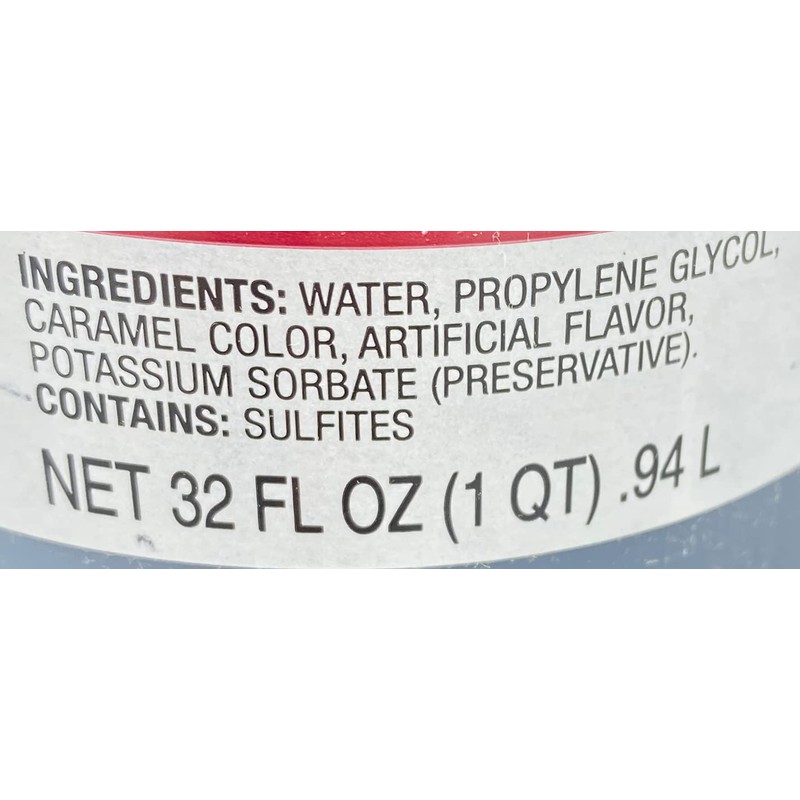 INGREDIENTS: WATER, PROPYLENE GLYCOL,
CARAMEL COLOR, ARTIFICIAL FLAVOR,
POTASSIUM SORBATE (PRESERVATIVE).
CONTAINS: SULFITES
NET 32 FL OZ (1 QT) .94 L